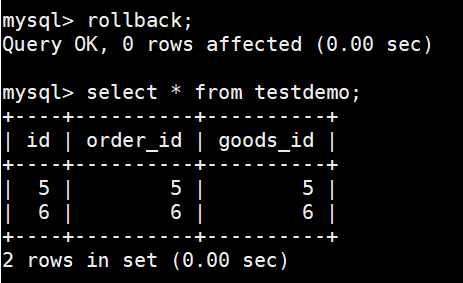 mysql> rollback;
Query OK, 0 rows affected (0.00 sec)
mysql> select * from testdemo;
+----+----------+----------+
| id | order_id | goods_id |
+----+----------+----------+
|  5 |        5 |        5 |
|  6 |        6 |        6 |
+----+----------+----------+
2 rows in set (0.00 sec)